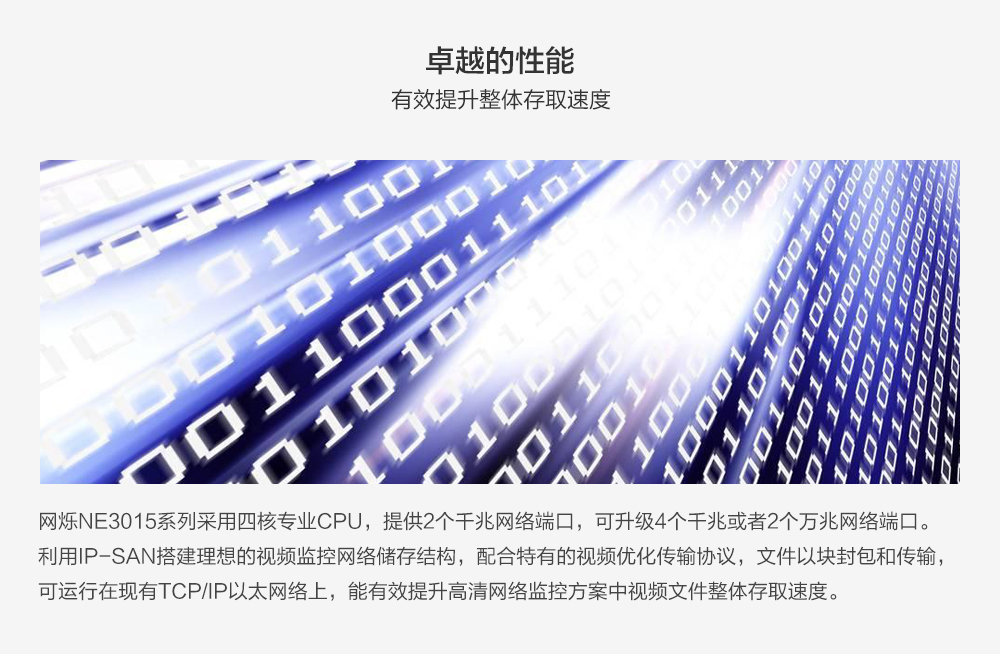 卓越的性能
有效提升整体存取速度
网烁NE3015系列采用四核专业CPU，提供2个千兆网络端口，可升级4个千兆或者2个万兆网络端口。
利用IP-SAN搭建理想的视频监控网络储存结构，配合特有的视频优化传输协议，文件以块封包和传输，
可运行在现有TCP/IP以太网络上，能有效提升高清网络监控方案中视频文件整体存取速度。